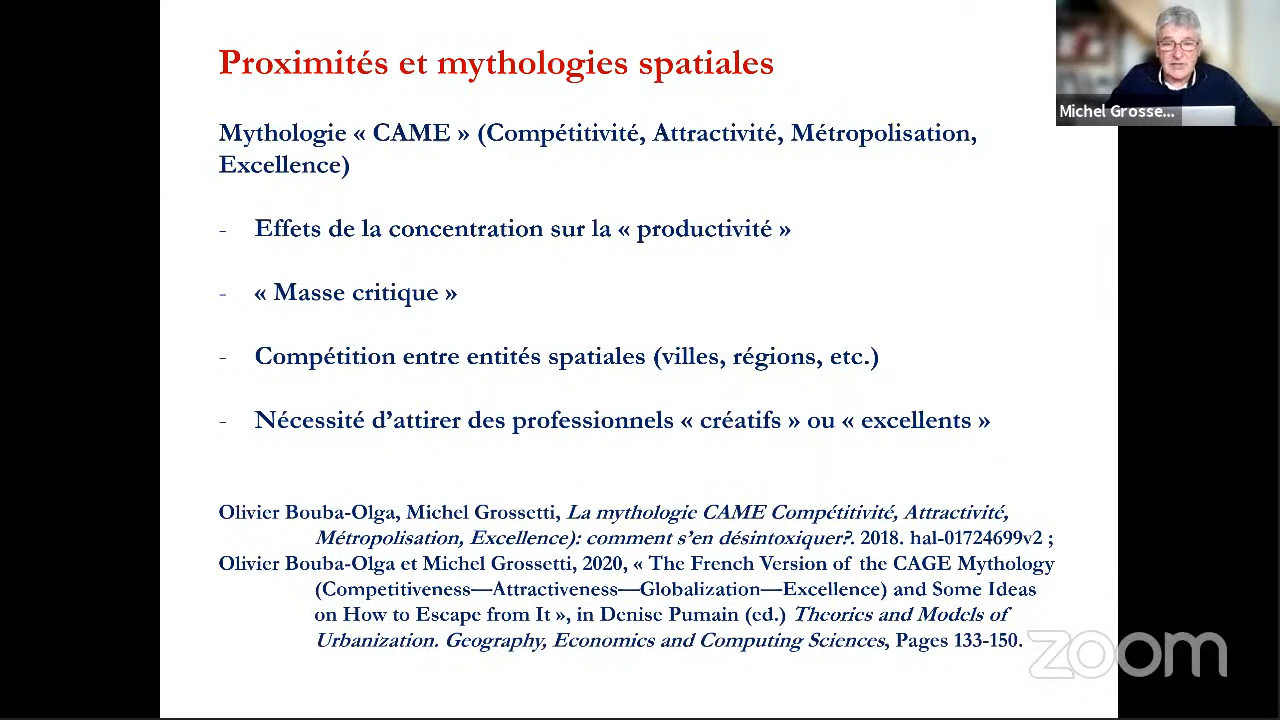 Proximités et mythologies spatiales
Michel Grosse...
Mythologie « CAME » (Compétitivité, Attractivité, Métropolisation,
Excellence)
- Effets de la concentration sur la « productivité »
- « Masse critique »
- Compétition entre entités spatiales (villes, régions, etc.)
- Nécessité d’attirer des professionnels « créatifs » ou « excellents »
Olivier Bouba-Olga, Michel Grossetti, La mythologie CAME Compétitivité, Attractivité,
Métropolisation, Excellence): comment s’en désintoxiquer?. 2018. hal-01724699v2 ;
Olivier Bouba-Olga et Michel Grossetti, 2020, « The French Version of the CAGE Mythology
(Competitiveness—Attractiveness—Globalization—Excellence) and Some Ideas
on How to Escape from It », in Denise Pumain (ed.) Theories and Models of
Urbanization. Geography, Economics and Computing Sciences, Pages 133-150.
zoom